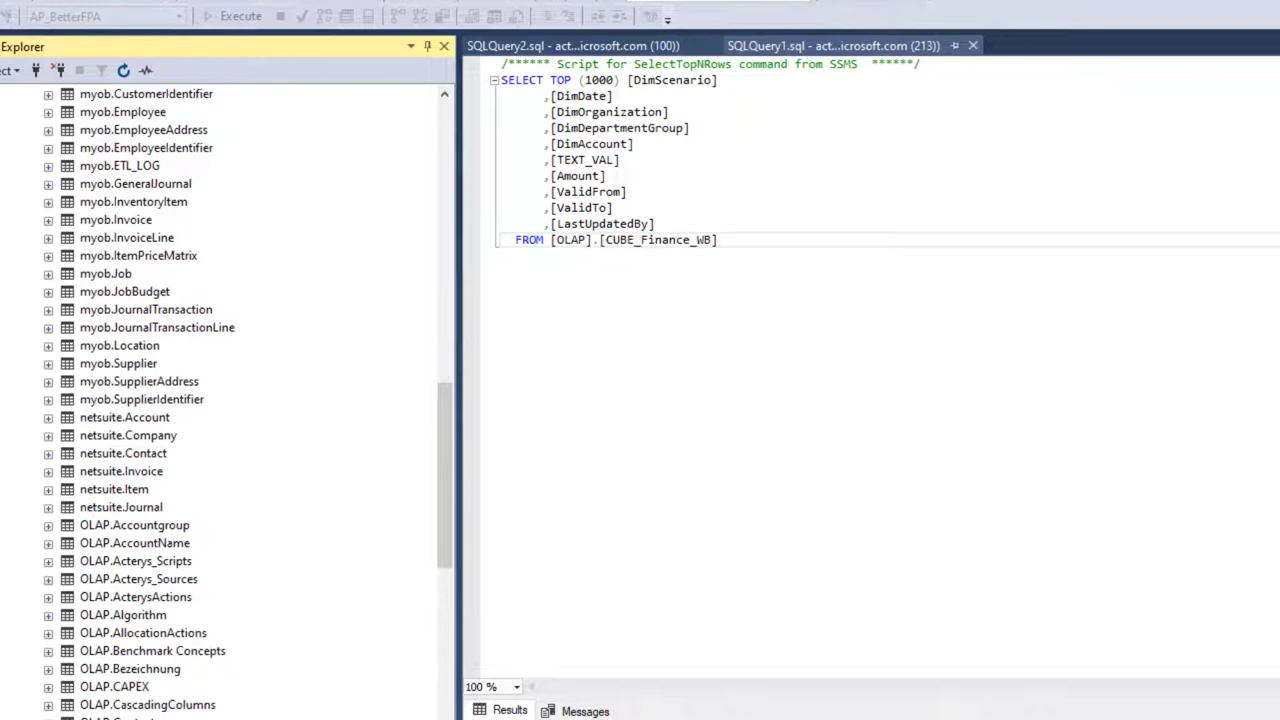 AP_BetterFPA
Execute
Explorer
ect
myob.CustomerIdentifier
myob.Employee
myob.EmployeeAddress
myob.EmployeeIdentifier
myob.ETL_LOG
myob.GeneralJournal
myob.InventoryItem
myob.Invoice
myob.InvoiceLine
myob.ItemPriceMatrix
myob.Job
myob.JobBudget
myob.JournalTransaction
myob.JournalTransactionLine
myob.Location
myob.Supplier
myob.SupplierAddress
myob.SupplierIdentifier
netsuite.Account
netsuite.Company
netsuite.Contact
netsuite.Invoice
netsuite.Item
netsuite.Journal
OLAP.Accountgroup
OLAP.AccountName
OLAP.Acterys_Scripts
OLAP.Acterys_Sources
OLAP.ActerysActions
OLAP.Algorithm
OLAP.AllocationActions
OLAP.Benchmark Concepts
OLAP.Bezeichnung
OLAP.CAPEX
OLAP.CascadingColumns
SQLQuery2.sql - act...icrosoft.com (100))
SQLQuery1.sql - act...icrosoft.com (213))
/****** Script for SelectTopNRows command from SSMS ******/
SELECT TOP (1000) [DimScenario]
,[DimDate]
,[DimOrganization]
,[DimDepartmentGroup]
,[DimAccount]
,[TEXT_VAL]
,[Amount]
,[ValidFrom]
,[ValidTo]
,[LastUpdatedBy]
FROM [OLAP].[CUBE_Finance_WB]
100 %
Results
Messages